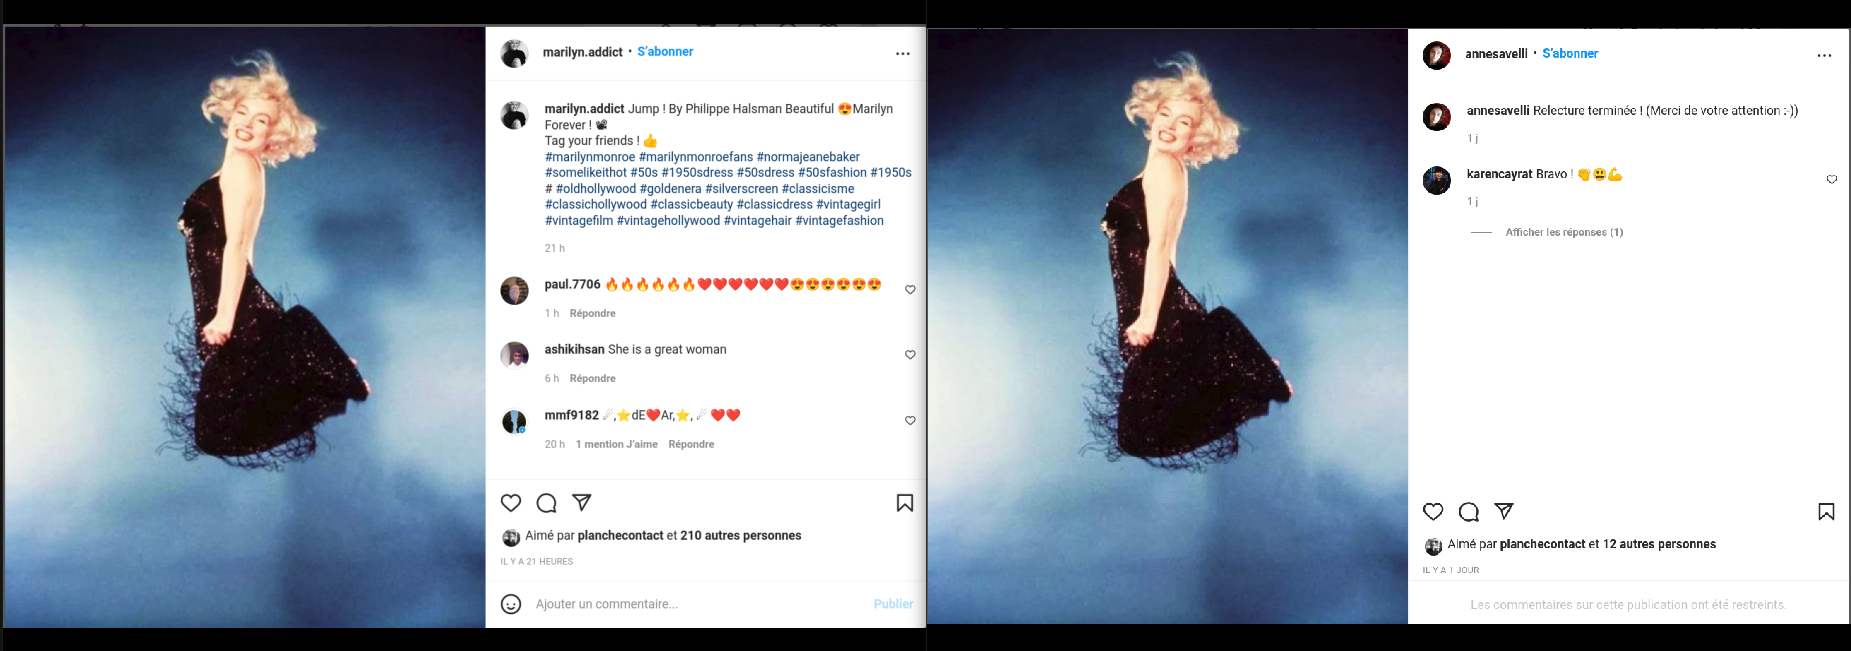 marilyn.addict • S'abonner
marilyn.addict Jump ! By Philippe Halsman Beautiful 😍Marilyn
Forever ! 📽
Tag your friends ! 👍
#marilynmonroe #marilynmonroefans #normajeanebaker
#somelikeithot #50s #1950sdress #50sdress #50sfashion #1950s
# #oldhollywood #goldenera #silverscreen #classicisme
#classichollywood #classicbeauty #classicdress #vintagegirl
#vintagefilm #vintagehollywood #vintagehair #vintagefashion
21 h
paul.7706 🔥🔥🔥🔥🔥🔥❤️❤️❤️❤️❤️❤️😍😍😍😍😍😍
1 h Répondre
ashikihsan She is a great woman
6 h Répondre
mmf9182 ☄,⭐dE❤️Ar,⭐, ☄ ❤️❤️
20 h 1 mention J'aime Répondre
Aimé par planchecontact et 210 autres personnes
IL Y A 21 HEURES
Ajouter un commentaire... Publier
annesavelli • S'abonner
annesavelli Relecture terminée ! (Merci de votre attention :-))
1 j
karencayrat Bravo ! 👏😃💪
1 j
Afficher les réponses (1)
Aimé par planchecontact et 12 autres personnes
IL Y A 1 JOUR
Les commentaires sur cette publication ont été restreints.